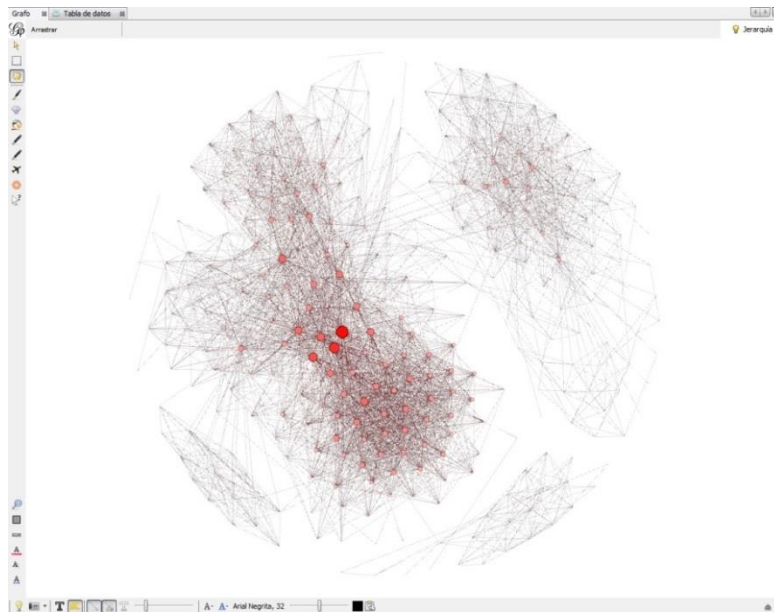 Grafo
Tabla de datos
Arrastrar
Jerarquía
Arial Negrita, 32